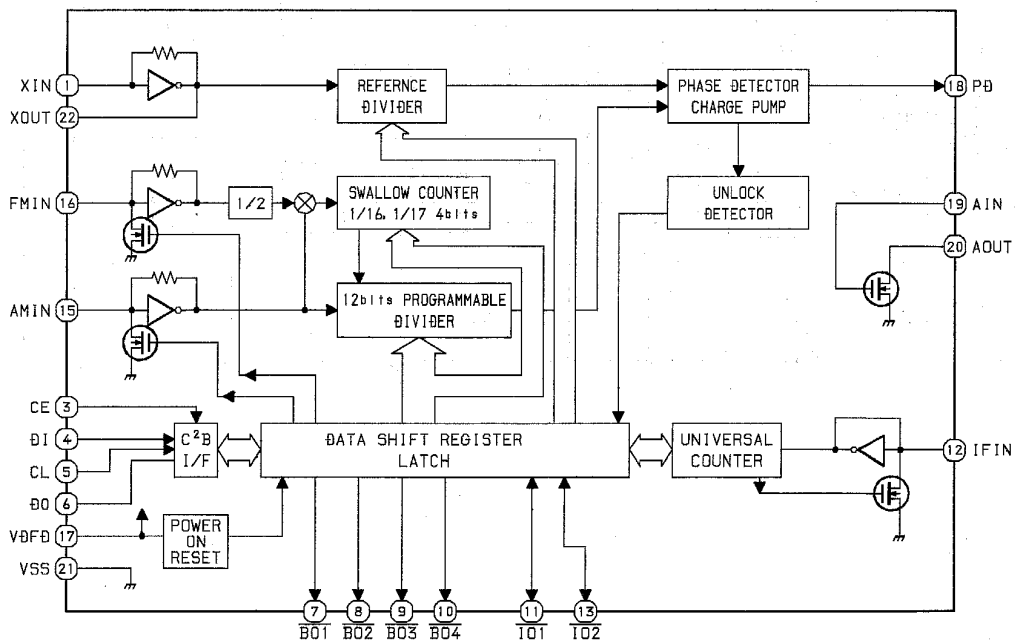 XIN 1
XOUT 22
REFERNCE
DIVIDER
PHASE DETECTOR
CHARGE PUMP
18 PD
FMIN 16
1/2
SWALLOW COUNTER
1/16, 1/17 4bits
UNLOCK
DETECTOR
19 AIN
20 AOUT
AMIN 15
12bits PROGRAMMABLE
DIVIDER
CE 3
DI 4
CL 5
DO 6
C²B
I/F
DATA SHIFT REGISTER
LATCH
UNIVERSAL
COUNTER
12 IFIN
VDFD 17
POWER
ON
RESET
VSS 21
7 8 9 10 11 13
BO1 BO2 BO3 BO4 IO1 IO2